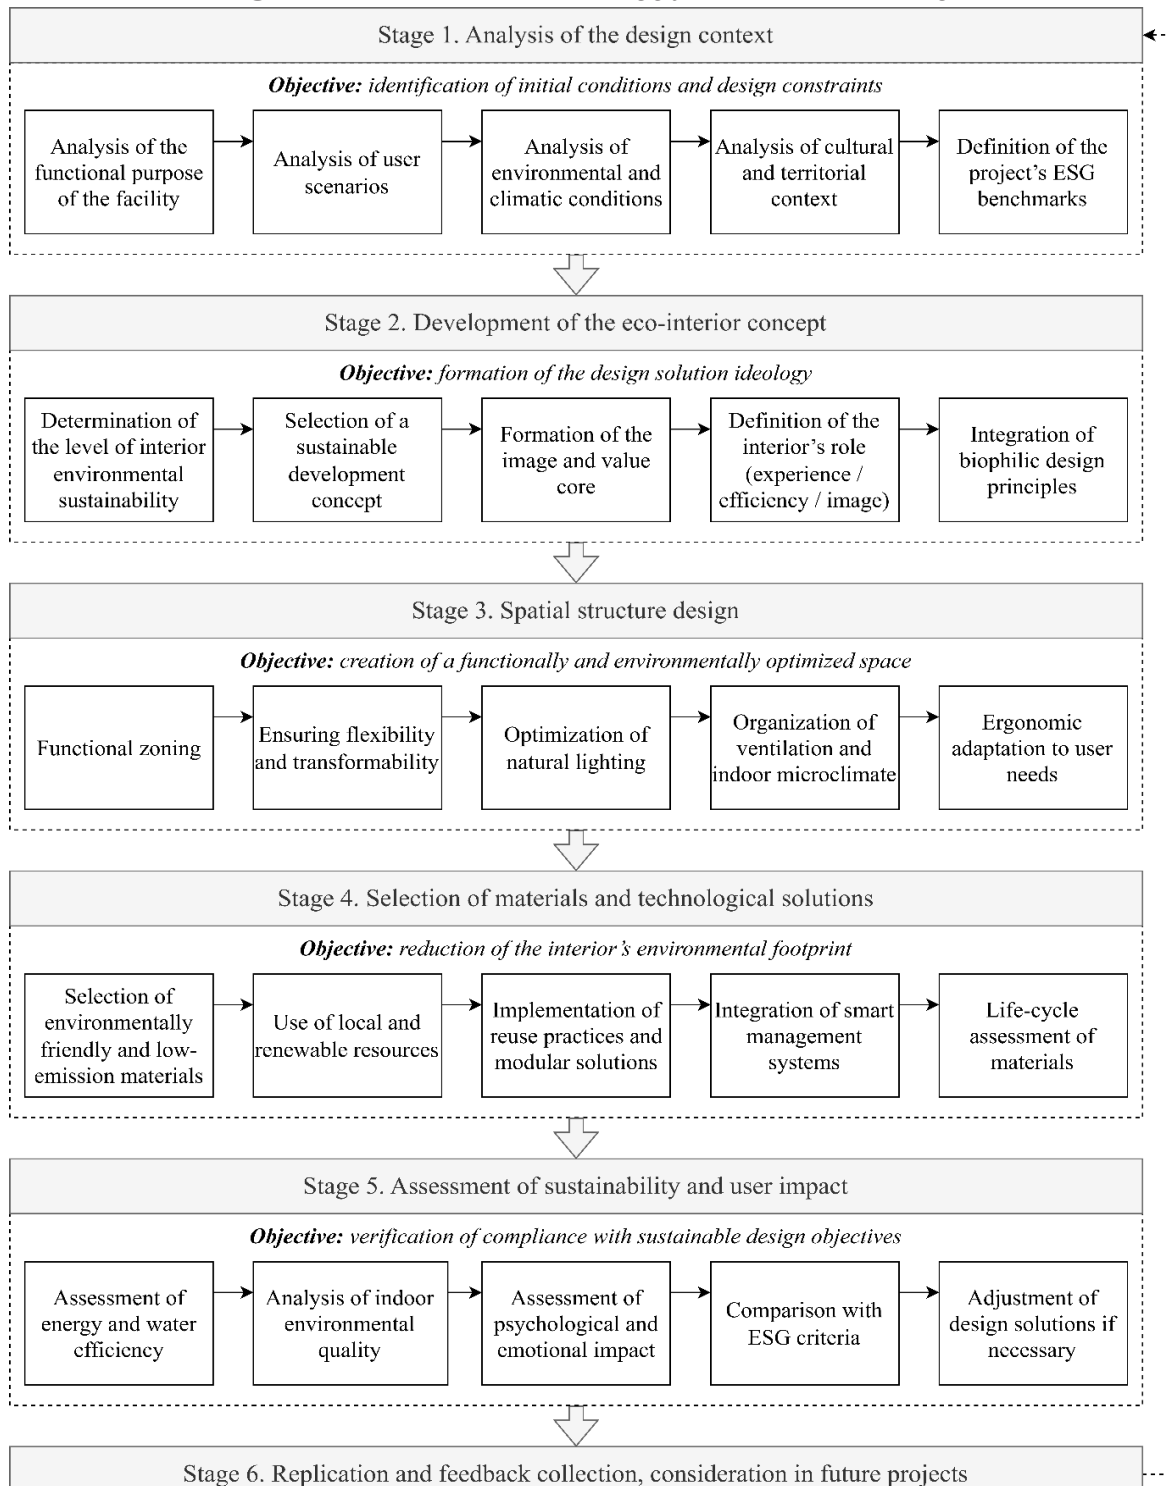 Stage 1. Analysis of the design context
Objective: identification of initial conditions and design constraints
Analysis of the
functional purpose
of the facility
Analysis of user
scenarios
Analysis of
environmental and
climatic conditions
Analysis of cultural
and territorial
context
Definition of the
project's ESG
benchmarks
Stage 2. Development of the eco-interior concept
Objective: formation of the design solution ideology
Determination of
the level of interior
environmental
sustainability
Selection of a
sustainable
development
concept
Formation of the
image and value
core
Definition of the
interior's role
(experience /
efficiency / image)
Integration of
biophilic design
principles
Stage 3. Spatial structure design
Objective: creation of a functionally and environmentally optimized space
Functional zoning
Ensuring flexibility
and transformability
Optimization of
natural lighting
Organization of
ventilation and
indoor microclimate
Ergonomic
adaptation to user
needs
Stage 4. Selection of materials and technological solutions
Objective: reduction of the interior's environmental footprint
Selection of
environmentally
friendly and low-
emission materials
Use of local and
renewable resources
Implementation of
reuse practices and
modular solutions
Integration of smart
management
systems
Life-cycle
assessment of
materials
Stage 5. Assessment of sustainability and user impact
Objective: verification of compliance with sustainable design objectives
Assessment of
energy and water
efficiency
Analysis of indoor
environmental
quality
Assessment of
psychological and
emotional impact
Comparison with
ESG criteria
Adjustment of
design solutions if
necessary
Stage 6. Replication and feedback collection, consideration in future projects